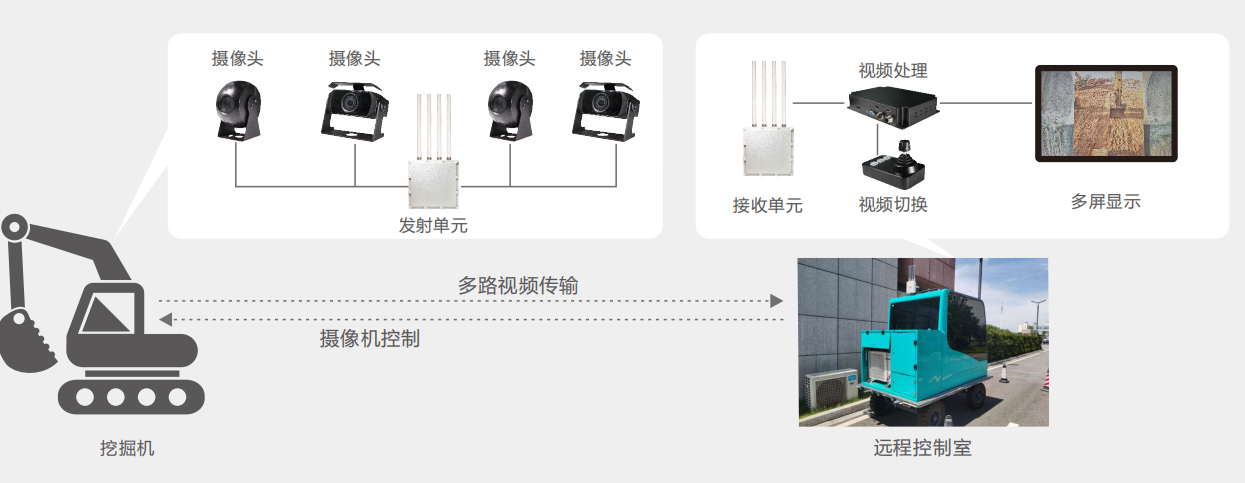 摄像头
摄像头
摄像头
摄像头
发射单元
视频处理
接收单元
视频切换
多屏显示
多路视频传输
摄像机控制
挖掘机
远程控制室